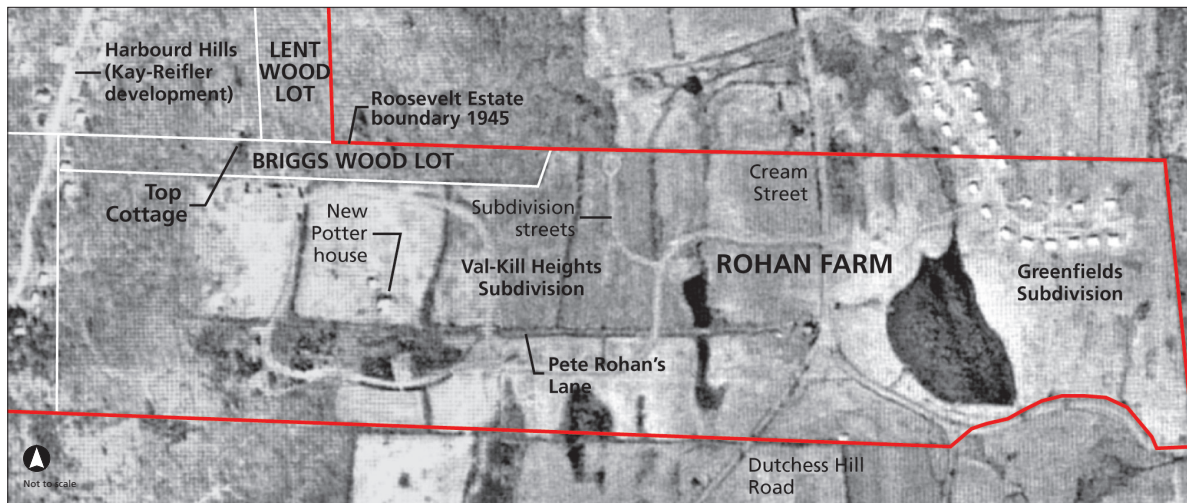 Harbourd Hills
(Kay-Reifler
development)
LENT
WOOD
LOT
Roosevelt Estate
boundary 1945
BRIGGS WOOD LOT
Top
Cottage
New
Potter
house
Subdivision
streets
Cream
Street
Val-Kill Heights
Subdivision
ROHAN FARM
Greenfields
Subdivision
Pete Rohan's
Lane
Dutchess Hill
Road
Not to scale